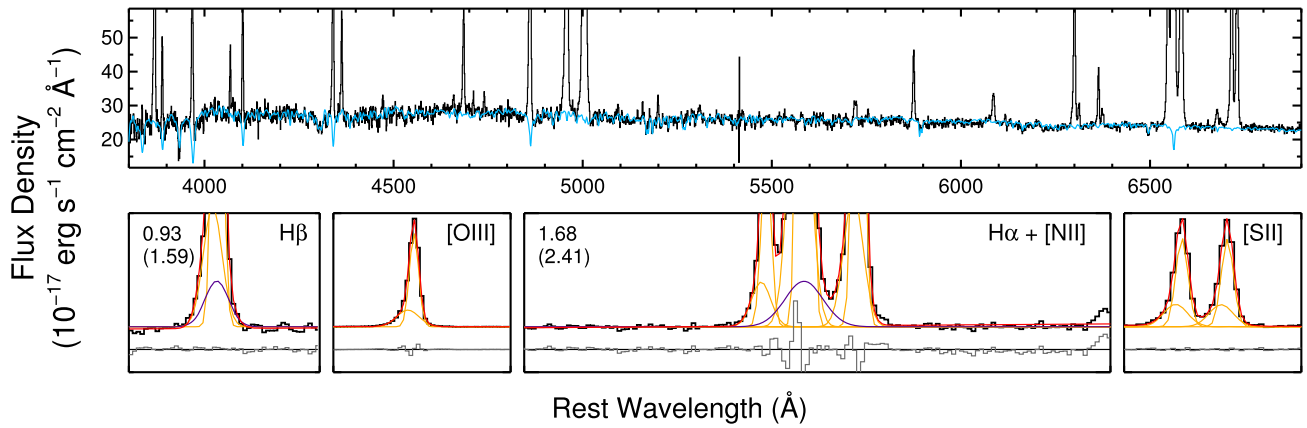 Flux Density
(10⁻¹⁷ erg s⁻¹ cm⁻² Å⁻¹)
50
40
30
20
4000 4500 5000 5500 6000 6500
0.93
(1.59)
Hβ
[OIII]
1.68
(2.41)
Hα + [NII]
[SII]
Rest Wavelength (Å)